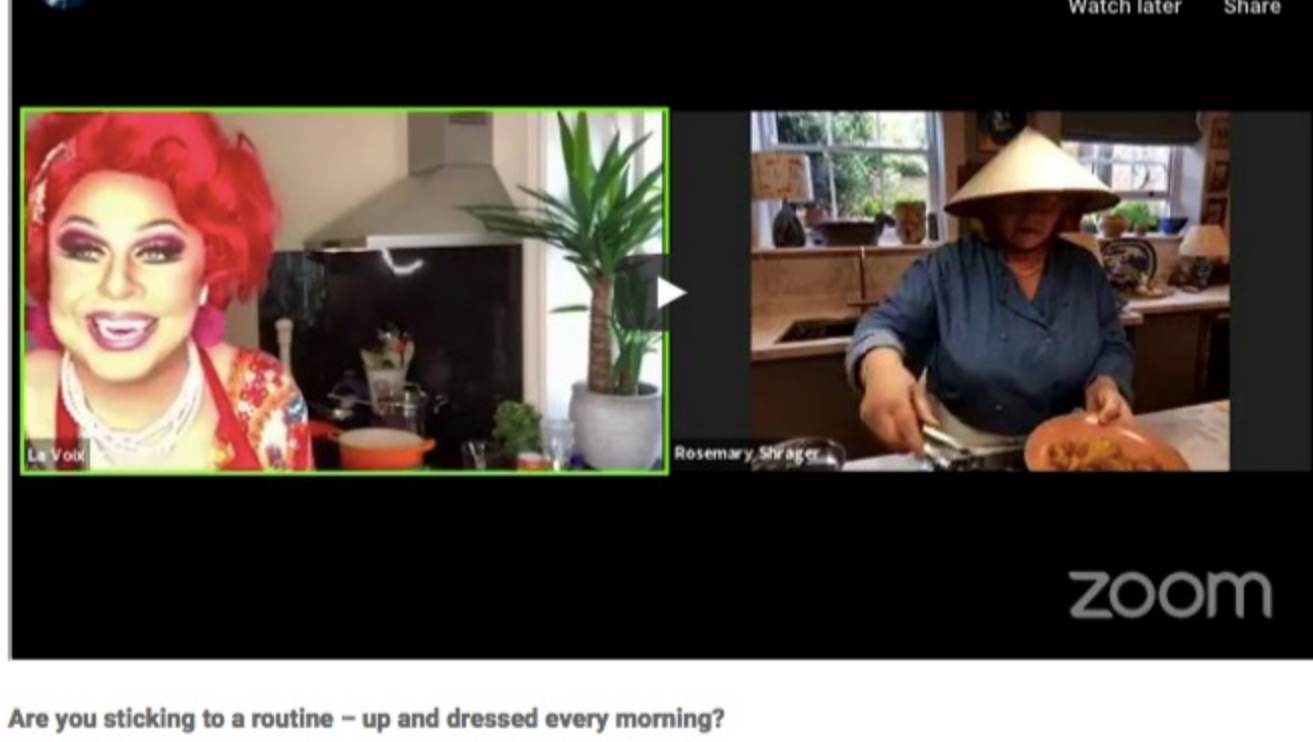 Watch later Share
La Voix
Rosemary Shrager
zoom
Are you sticking to a routine – up and dressed every morning?